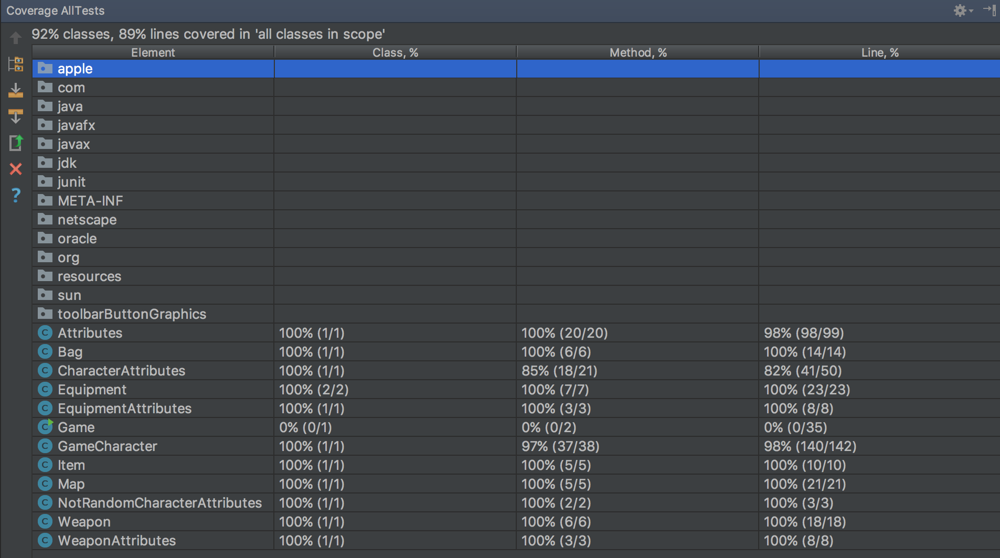 Coverage AllTests
92% classes, 89% lines covered in 'all classes in scope'
Element Class, % Method, % Line, %
apple
com
java
javafx
javax
jdk
junit
META-INF
netscape
oracle
org
resources
sun
toolbarButtonGraphics
C Attributes 100% (1/1) 100% (20/20) 98% (98/99)
C Bag 100% (1/1) 100% (6/6) 100% (14/14)
C CharacterAttributes 100% (1/1) 85% (18/21) 82% (41/50)
C Equipment 100% (2/2) 100% (7/7) 100% (23/23)
C EquipmentAttributes 100% (1/1) 100% (3/3) 100% (8/8)
C Game 0% (0/1) 0% (0/2) 0% (0/35)
C GameCharacter 100% (1/1) 97% (37/38) 98% (140/142)
C Item 100% (1/1) 100% (5/5) 100% (10/10)
C Map 100% (1/1) 100% (5/5) 100% (21/21)
C NotRandomCharacterAttributes 100% (1/1) 100% (2/2) 100% (3/3)
C Weapon 100% (1/1) 100% (6/6) 100% (18/18)
C WeaponAttributes 100% (1/1) 100% (3/3) 100% (8/8)
?